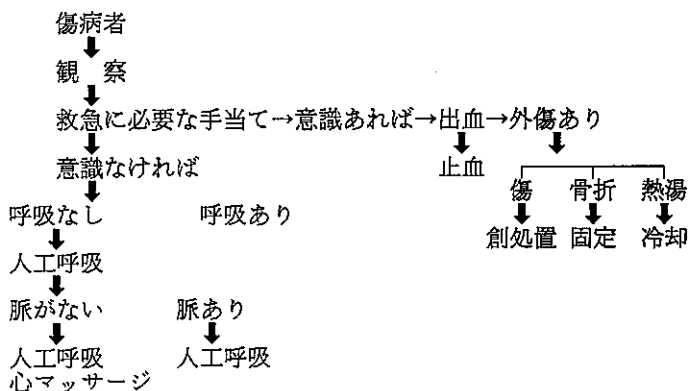 傷病者
観　察
救急に必要な手当て→意識あれば→出血→外傷あり
意識なければ　止血
傷　骨折　熱湯
呼吸なし　呼吸あり
創処置　固定　冷却
人工呼吸
脈がない　脈あり
人工呼吸　人工呼吸
心マッサージ